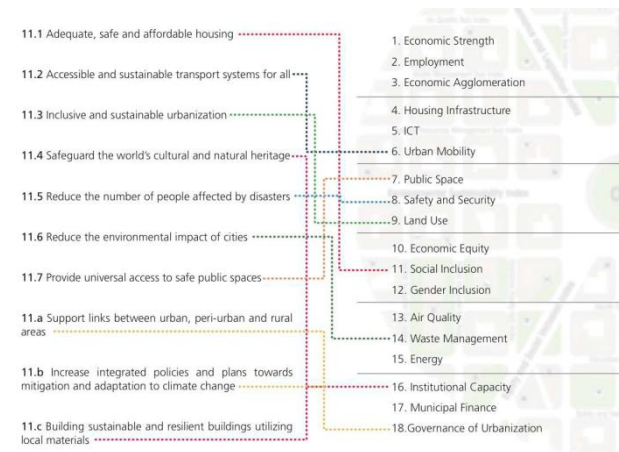 11.1 Adequate, safe and affordable housing
11.2 Accessible and sustainable transport systems for all
11.3 Inclusive and sustainable urbanization
11.4 Safeguard the world's cultural and natural heritage
11.5 Reduce the number of people affected by disasters
11.6 Reduce the environmental impact of cities
11.7 Provide universal access to safe public spaces
11.a Support links between urban, peri-urban and rural
areas
11.b Increase integrated policies and plans towards
mitigation and adaptation to climate change
11.c Building sustainable and resilient buildings utilizing
local materials
1. Economic Strength
2. Employment
3. Economic Agglomeration
4. Housing Infrastructure
5. ICT
6. Urban Mobility
7. Public Space
8. Safety and Security
9. Land Use
10. Economic Equity
11. Social Inclusion
12. Gender Inclusion
13. Air Quality
14. Waste Management
15. Energy
16. Institutional Capacity
17. Municipal Finance
18.Governance of Urbanization